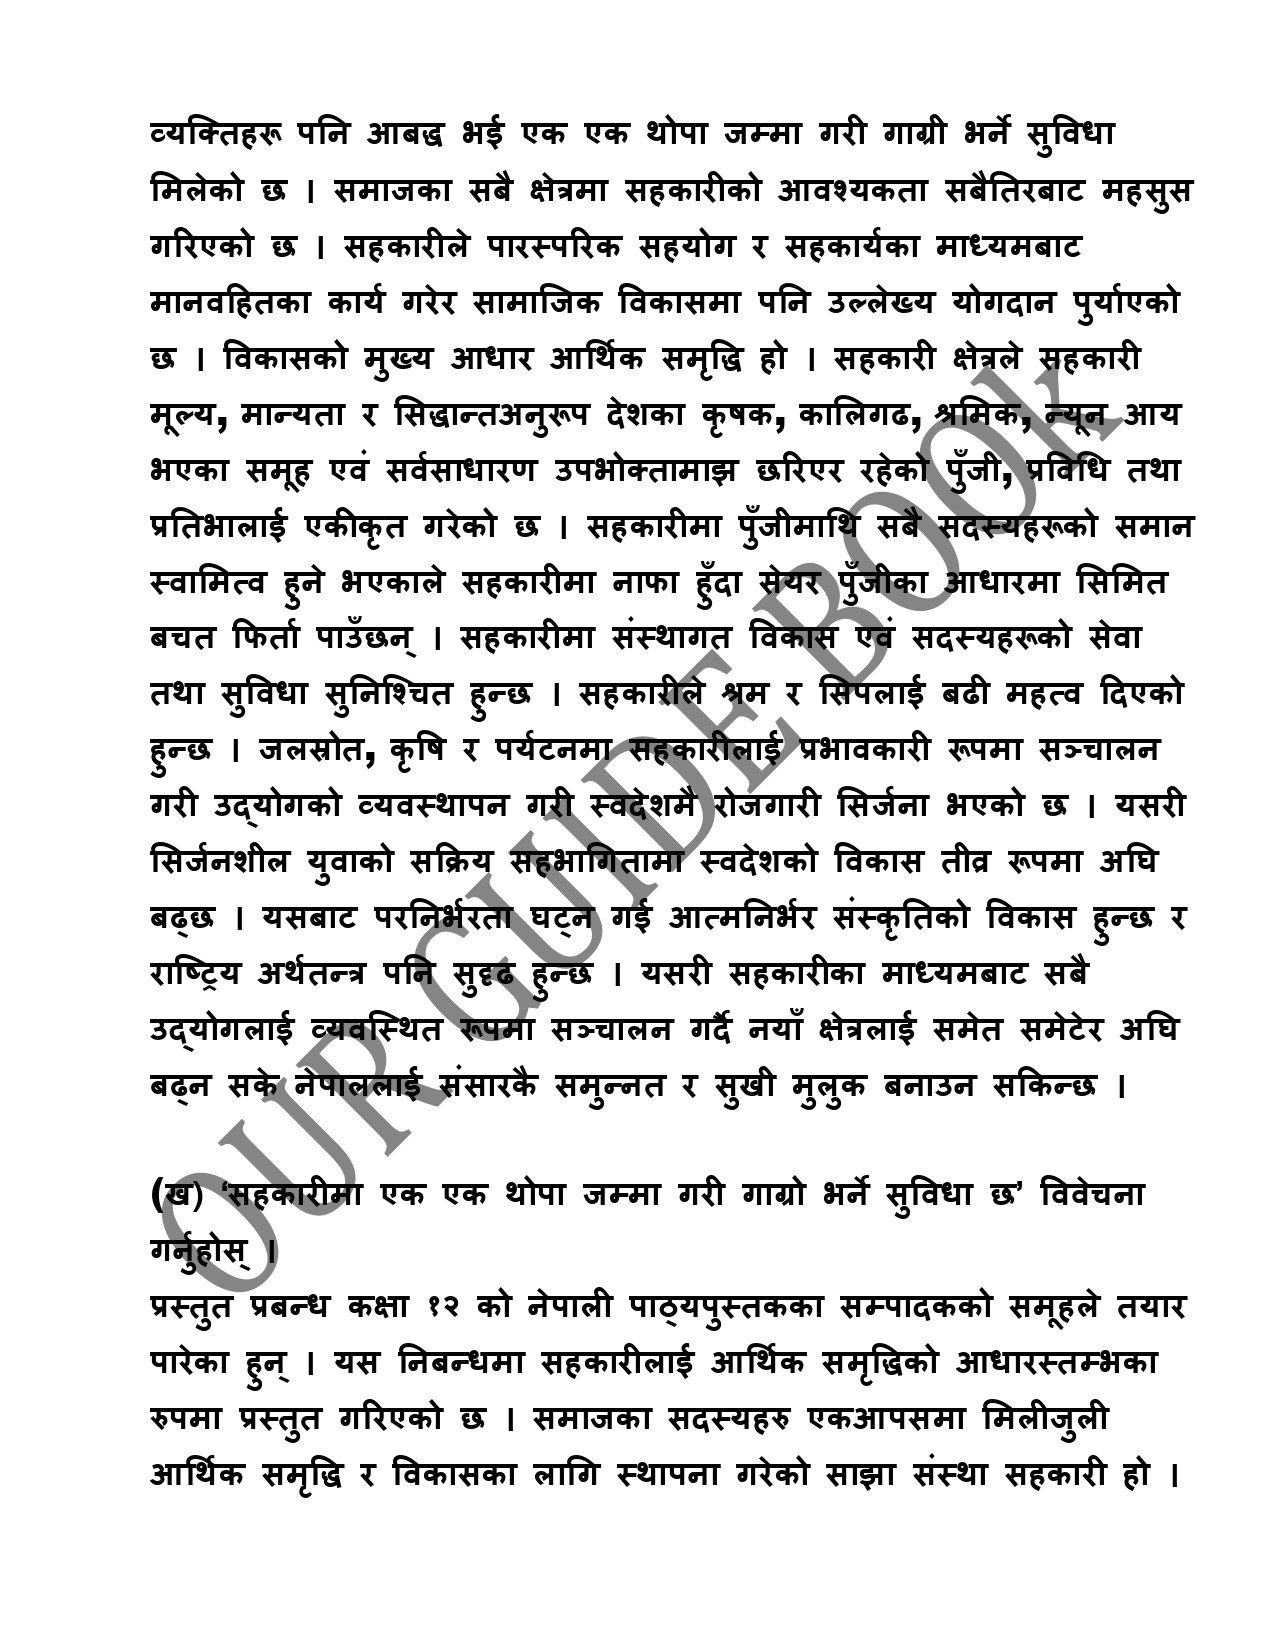 व्यक्तिहरू पनि आबद्ध भई एक एक थोपा जम्मा गरी गाग्री भर्ने सुविधा
मिलेको छ । समाजका सबै क्षेत्रमा सहकारीको आवश्यकता सबैतिरबाट महसुस
गरिएको छ । सहकारीले पारस्परिक सहयोग र सहकार्यका माध्यमबाट
मानवहितका कार्य गरेर सामाजिक विकासमा पनि उल्लेख्य योगदान पुर्याएको
छ । विकासको मुख्य आधार आर्थिक समृद्धि हो । सहकारी क्षेत्रले सहकारी
मूल्य, मान्यता र सिद्धान्तअनुरूप देशका कृषक, कालिगढ, श्रमिक, न्यून आय
भएका समूह एवं सर्वसाधारण उपभोक्तामाझ छरिएर रहेको पुँजी, प्रविधि तथा
प्रतिभालाई एकीकृत गरेको छ । सहकारीमा पुँजीमाथि सबै सदस्यहरूको समान
स्वामित्व हुने भएकाले सहकारीमा नाफा हुँदा सेयर पुँजीका आधारमा सिमित
बचत फिर्ता पाउँछन् । सहकारीमा संस्थागत विकास एवं सदस्यहरूको सेवा
तथा सुविधा सुनिश्चित हुन्छ । सहकारीले श्रम र सिपलाई बढी महत्व दिएको
हुन्छ । जलस्रोत, कृषि र पर्यटनमा सहकारीलाई प्रभावकारी रूपमा सञ्चालन
गरी उद्‌योगको व्यवस्थापन गरी स्वदेशमै रोजगारी सिर्जना भएको छ । यसरी
सिर्जनशील युवाको सक्रिय सहभागितामा स्वदेशको विकास तीव्र रूपमा अघि
बढ्छ । यसबाट परनिर्भरता घट्न गई आत्मनिर्भर संस्कृतिको विकास हुन्छ र
राष्ट्रिय अर्थतन्त्र पनि सुदृढ हुन्छ । यसरी सहकारीका माध्यमबाट सबै
उद्‌योगलाई व्यवस्थित रूपमा सञ्चालन गर्दै नयाँ क्षेत्रलाई समेत समेटेर अघि
बढ्न सके नेपाललाई संसारकै समुन्नत र सुखी मुलुक बनाउन सकिन्छ ।
(ख) ‘सहकारीमा एक एक थोपा जम्मा गरी गाग्रो भर्ने सुविधा छ’ विवेचना
गर्नुहोस् ।
प्रस्तुत प्रबन्ध कक्षा १२ को नेपाली पाठ्यपुस्तकका सम्पादकको समूहले तयार
पारेका हुन् । यस निबन्धमा सहकारीलाई आर्थिक समृद्धिको आधारस्तम्भका
रुपमा प्रस्तुत गरिएको छ । समाजका सदस्यहरु एकआपसमा मिलीजुली
आर्थिक समृद्धि र विकासका लागि स्थापना गरेको साझा संस्था सहकारी हो ।
OUR GUIDE BOOk